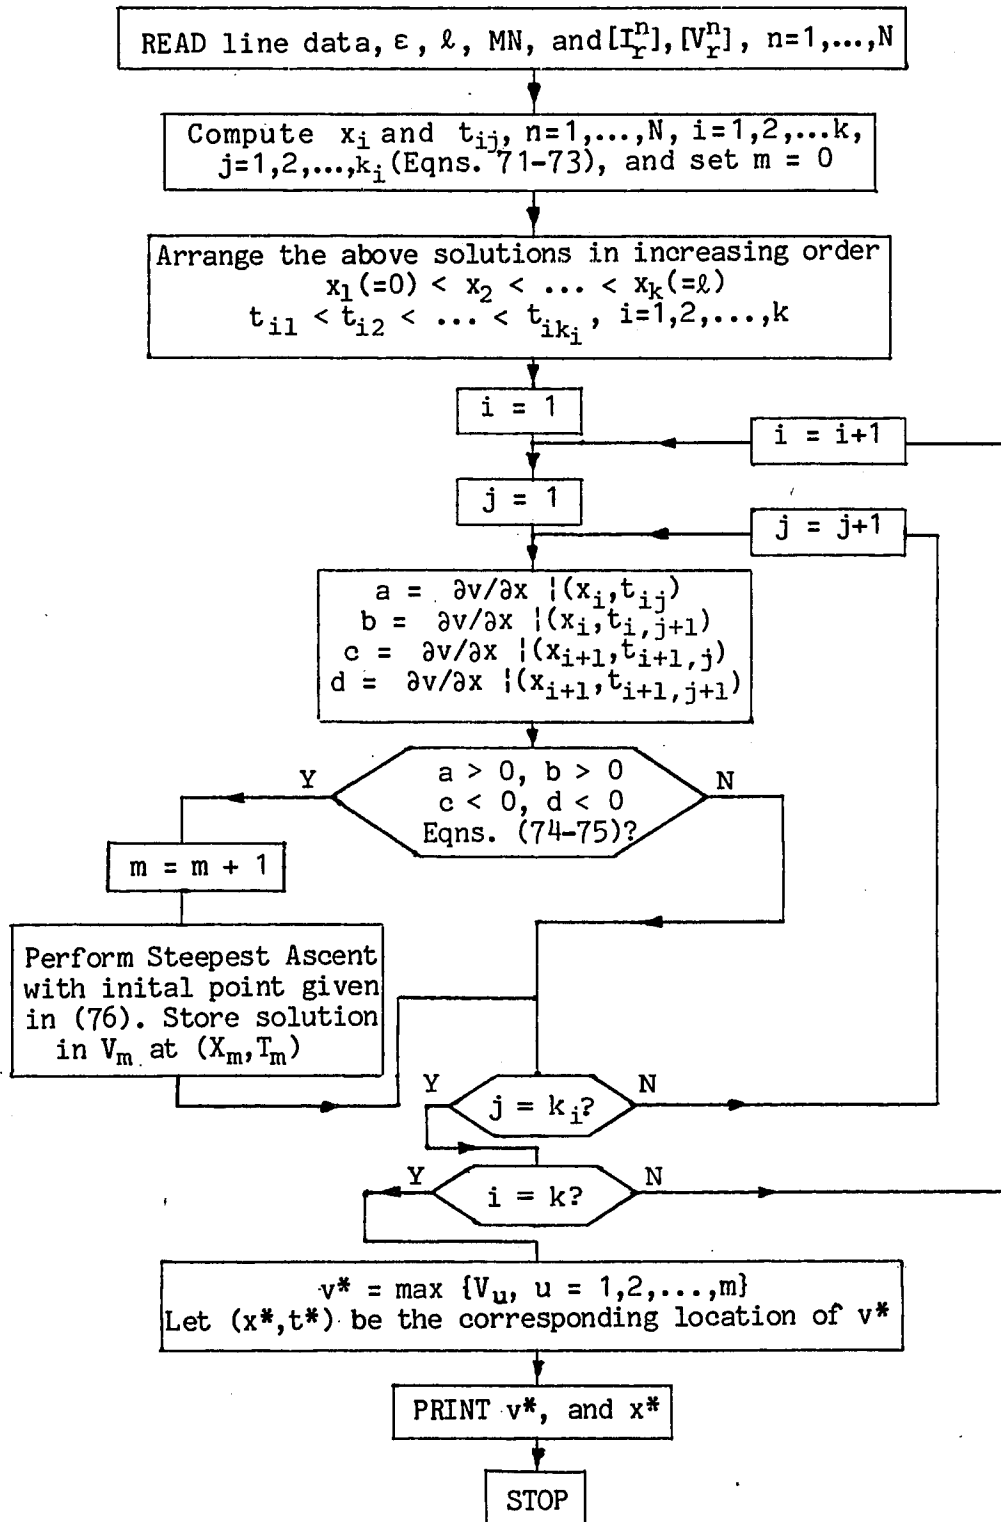 READ line data, ε, ℓ, MN, and[I_r^n],[V_r^n], n=1,...,N
Compute x_i and t_ij, n=1,...,N, i=1,2,...k,
j=1,2,...,k_i(Eqns. 71-73), and set m = 0
Arrange the above solutions in increasing order
x_1(=0) < x_2 < ... < x_k(=ℓ)
t_i1 < t_i2 < ... < t_ik_i, i=1,2,...,k
i = 1
i = i+1
j = 1
j = j+1
a = ∂v/∂x ¦(x_i,t_ij)
b = ∂v/∂x ¦(x_i,t_i,j+1)
c = ∂v/∂x ¦(x_i+1,t_i+1,j)
d = ∂v/∂x ¦(x_i+1,t_i+1,j+1)
Y
a > 0, b > 0
N
c < 0, d < 0
Eqns. (74-75)?
m = m + 1
Perform Steepest Ascent
with inital point given
in (76). Store solution
in V_m at (X_m,T_m)
Y
j = k_i?
N
Y
i = k?
N
v* = max {V_u, u = 1,2,...,m}
Let (x*,t*) be the corresponding location of v*
PRINT v*, and x*
STOP